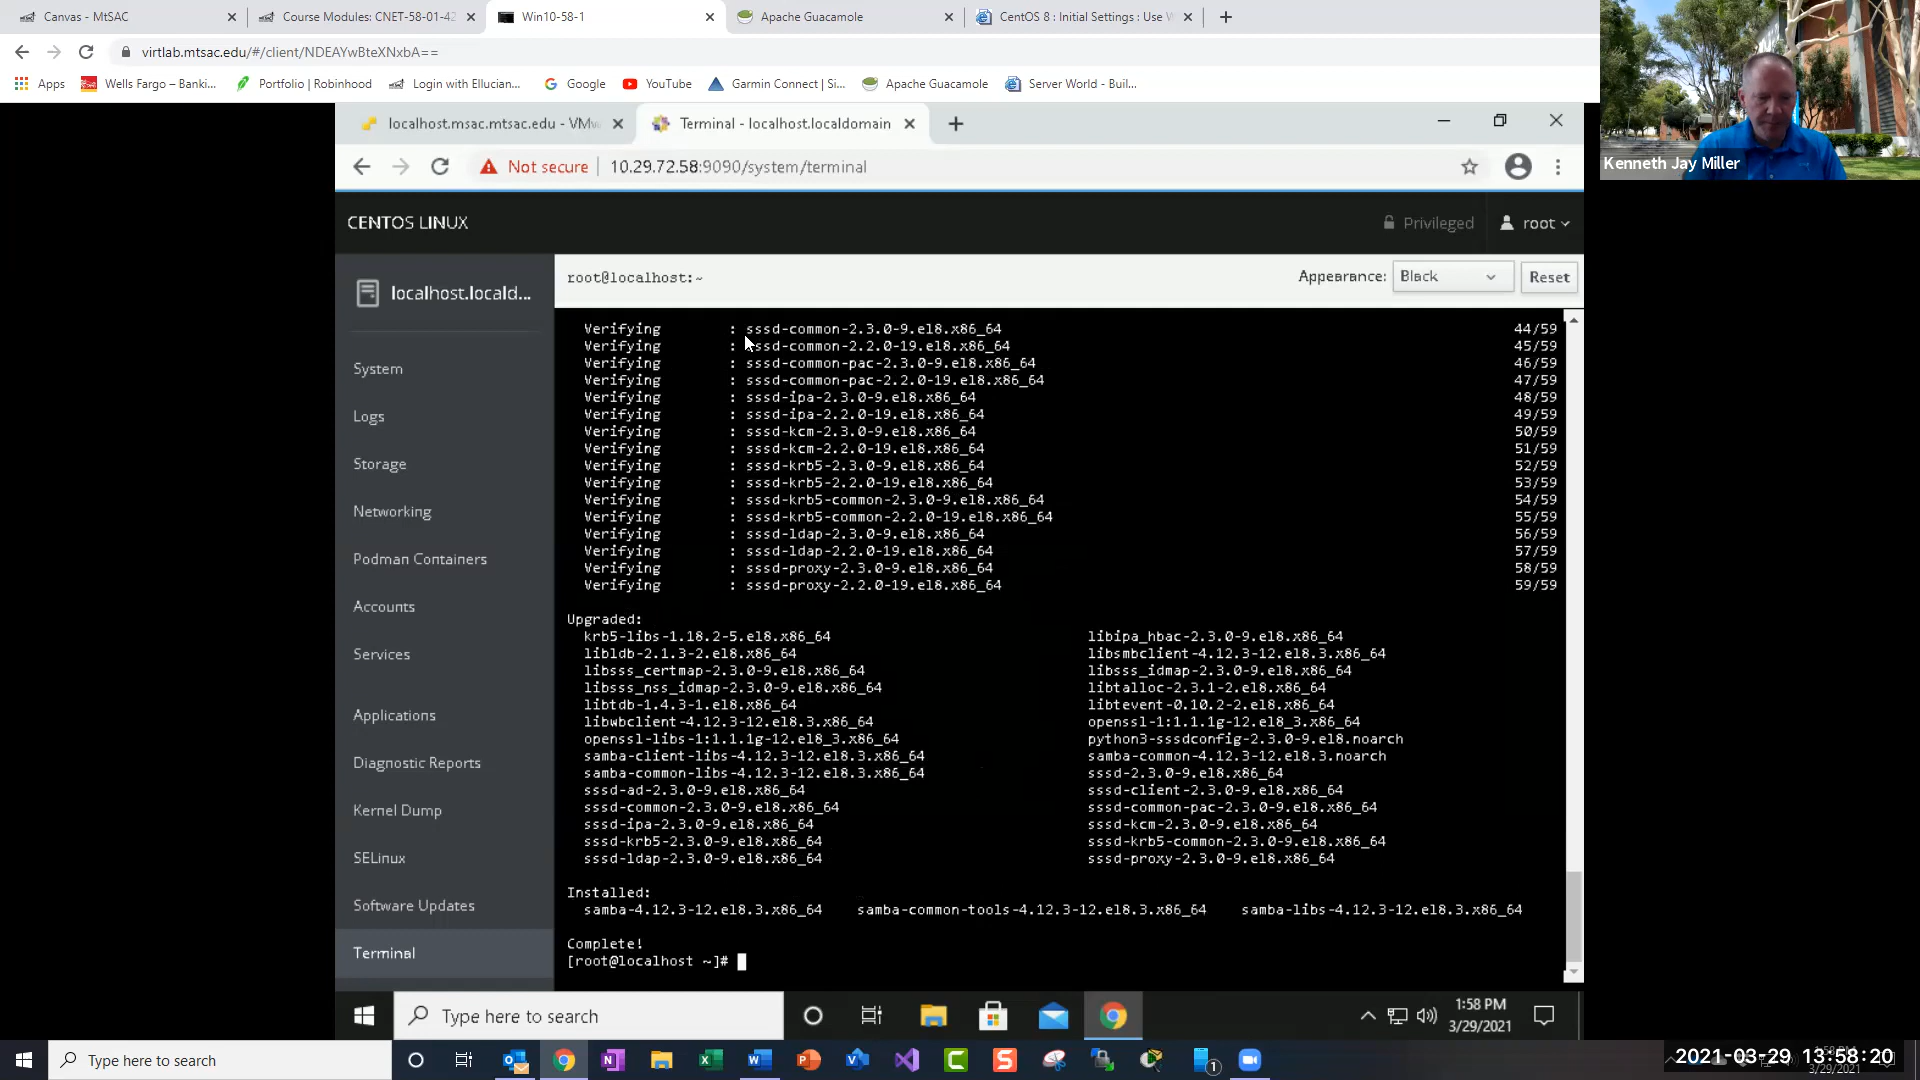 Canvas - MtSAC
Course Modules: CNET-58-01-42
Win10-58-1
Apache Guacamole
CentOS 8 : Initial Settings : Use W
virtlab.mtsac.edu/#/client/NDEAYwBteXNxbA==
Apps
Wells Fargo – Banki...
Portfolio | Robinhood
Login with Ellucian...
Google
YouTube
Garmin Connect | Si...
Apache Guacamole
Server World - Buil...
Kenneth Jay Miller
localhost.msac.mtsac.edu - VMw
Terminal - localhost.localdomain
Not secure
10.29.72.58:9090/system/terminal
CENTOS LINUX
Privileged
root
localhost.locald...
root@localhost:~
Appearance:
Black
Reset
System
Logs
Storage
Networking
Podman Containers
Accounts
Services
Applications
Diagnostic Reports
Kernel Dump
SELinux
Software Updates
Terminal
Verifying : sssd-common-2.3.0-9.el8.x86_64 44/59
Verifying : sssd-common-2.2.0-19.el8.x86_64 45/59
Verifying : sssd-common-pac-2.3.0-9.el8.x86_64 46/59
Verifying : sssd-common-pac-2.2.0-19.el8.x86_64 47/59
Verifying : sssd-ipa-2.3.0-9.el8.x86_64 48/59
Verifying : sssd-ipa-2.2.0-19.el8.x86_64 49/59
Verifying : sssd-kcm-2.3.0-9.el8.x86_64 50/59
Verifying : sssd-kcm-2.2.0-19.el8.x86_64 51/59
Verifying : sssd-krb5-2.3.0-9.el8.x86_64 52/59
Verifying : sssd-krb5-2.2.0-19.el8.x86_64 53/59
Verifying : sssd-krb5-common-2.3.0-9.el8.x86_64 54/59
Verifying : sssd-krb5-common-2.2.0-19.el8.x86_64 55/59
Verifying : sssd-ldap-2.3.0-9.el8.x86_64 56/59
Verifying : sssd-ldap-2.2.0-19.el8.x86_64 57/59
Verifying : sssd-proxy-2.3.0-9.el8.x86_64 58/59
Verifying : sssd-proxy-2.2.0-19.el8.x86_64 59/59
Upgraded:
krb5-libs-1.18.2-5.el8.x86_64 libipa_hbac-2.3.0-9.el8.x86_64
libldb-2.1.3-2.el8.x86_64 libsmbclient-4.12.3-12.el8.3.x86_64
libsss_certmap-2.3.0-9.el8.x86_64 libsss_idmap-2.3.0-9.el8.x86_64
libsss_nss_idmap-2.3.0-9.el8.x86_64 libtalloc-2.3.1-2.el8.x86_64
libtdb-1.4.3-1.el8.x86_64 libtevent-0.10.2-2.el8.x86_64
libwbclient-4.12.3-12.el8.3.x86_64 openssl-1:1.1.1g-12.el8_3.x86_64
openssl-libs-1:1.1.1g-12.el8_3.x86_64 python3-sssdconfig-2.3.0-9.el8.noarch
samba-client-libs-4.12.3-12.el8.3.x86_64 samba-common-4.12.3-12.el8.3.noarch
samba-common-libs-4.12.3-12.el8.3.x86_64 sssd-2.3.0-9.el8.x86_64
sssd-ad-2.3.0-9.el8.x86_64 sssd-client-2.3.0-9.el8.x86_64
sssd-common-2.3.0-9.el8.x86_64 sssd-common-pac-2.3.0-9.el8.x86_64
sssd-ipa-2.3.0-9.el8.x86_64 sssd-kcm-2.3.0-9.el8.x86_64
sssd-krb5-2.3.0-9.el8.x86_64 sssd-krb5-common-2.3.0-9.el8.x86_64
sssd-ldap-2.3.0-9.el8.x86_64 sssd-proxy-2.3.0-9.el8.x86_64
Installed:
samba-4.12.3-12.el8.3.x86_64 samba-common-tools-4.12.3-12.el8.3.x86_64 samba-libs-4.12.3-12.el8.3.x86_64
Complete!
[root@localhost ~]#
Type here to search
1:58 PM
3/29/2021
Type here to search
2021-03-29 13:58:20
3/29/2021